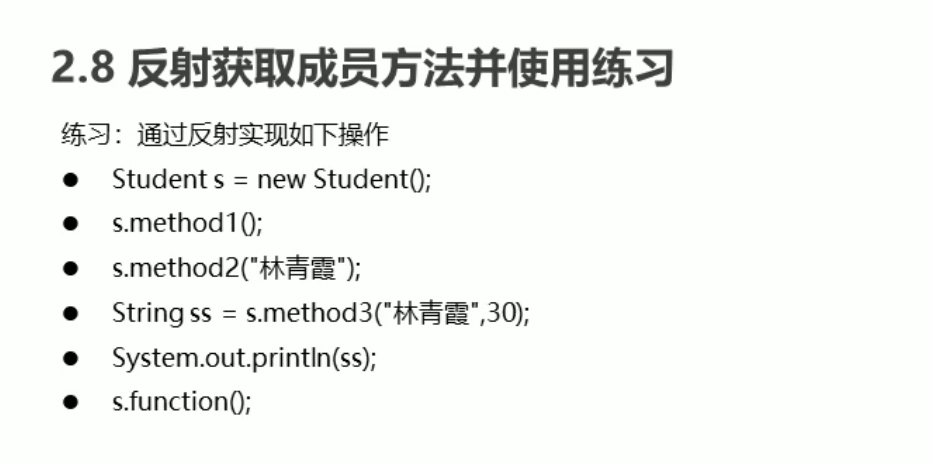 2.8 反射获取成员方法并使用练习
练习：通过反射实现如下操作
● Student s = new Student();
● s.method1();
● s.method2("林青霞");
● String ss = s.method3("林青霞",30);
● System.out.println(ss);
● s.function();